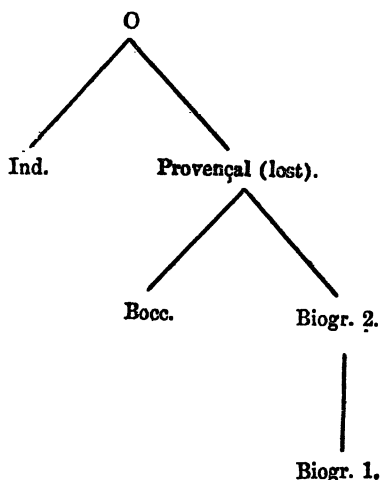 O
Ind. Provençal (lost).
Bocc. Biogr. 2.
Biogr. 1.